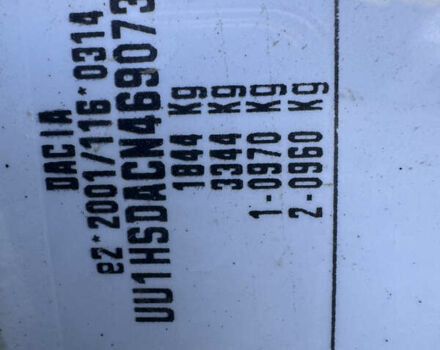 DACIA
e2*2001/116*0314
UU1HSDACN469073
1844 Kg
3344 Kg
1-0970 Kg
2-0960 Kg